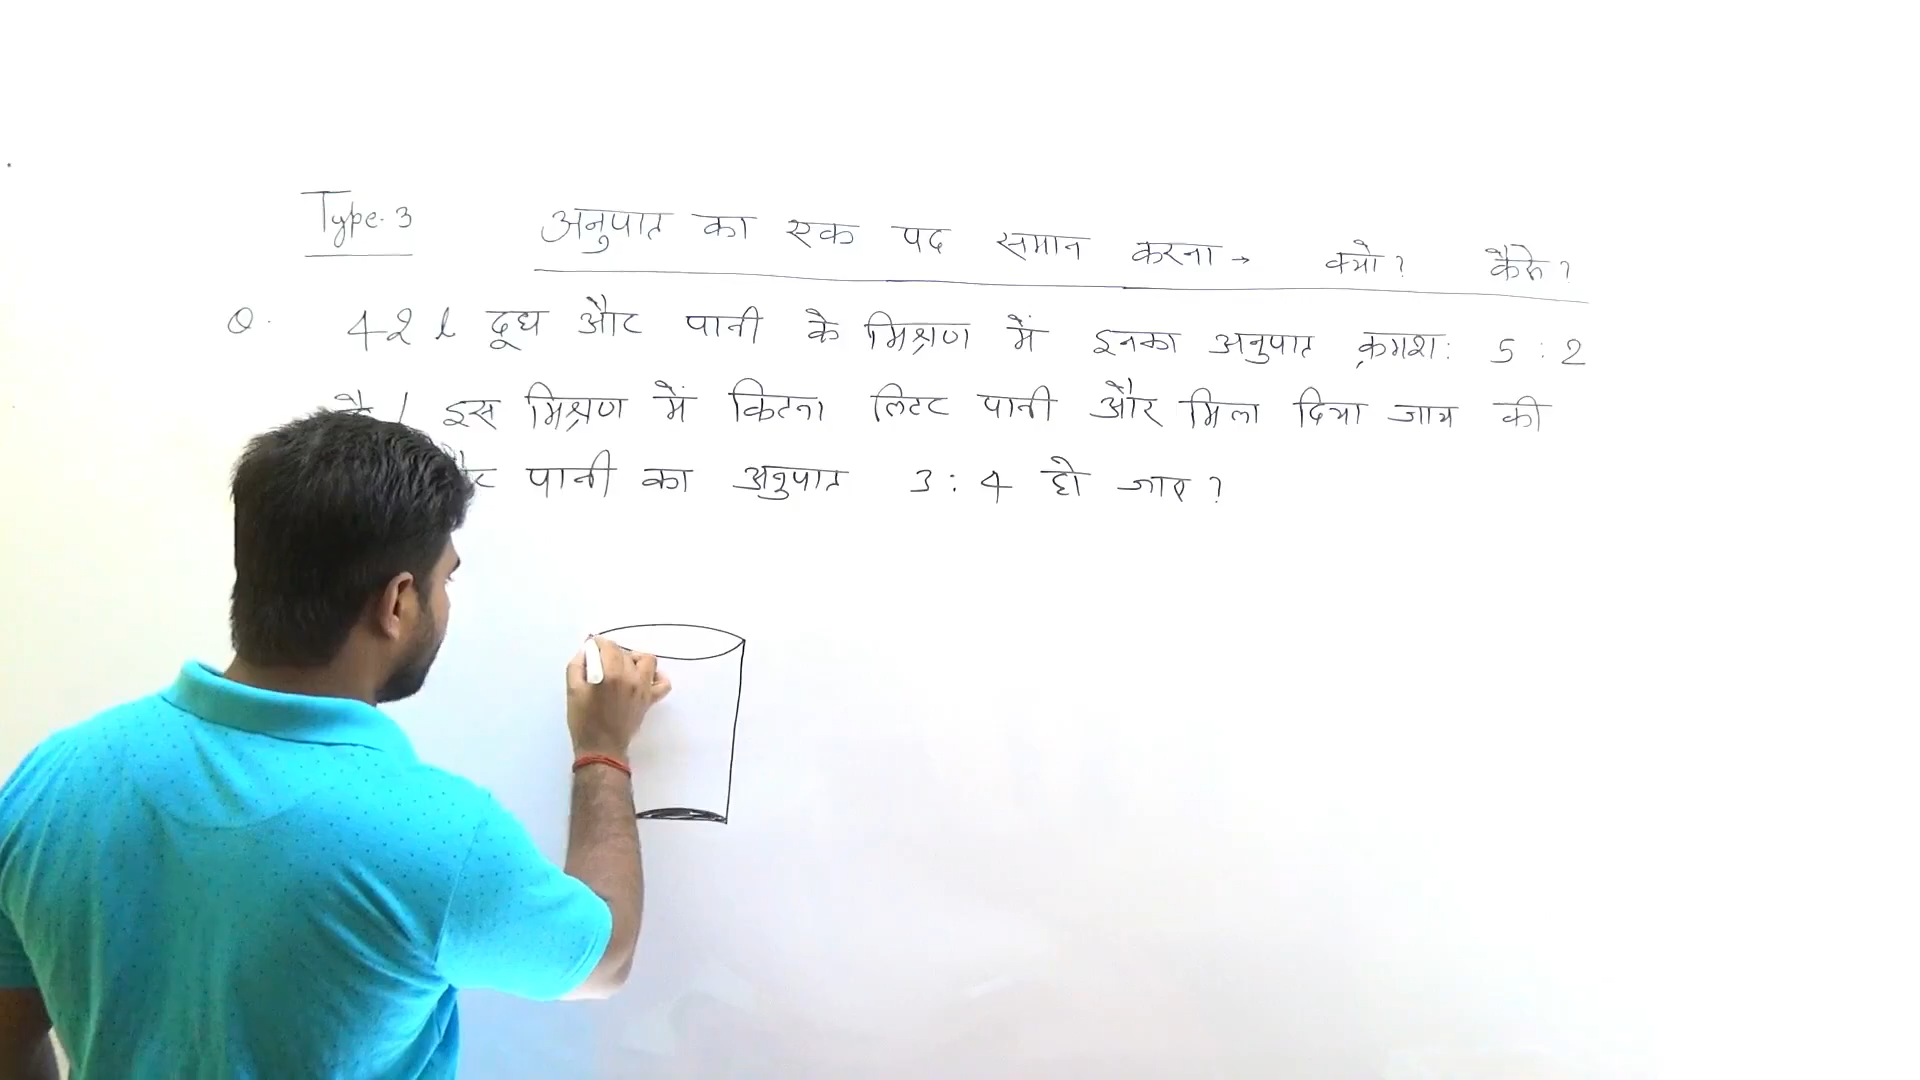 Type-3 अनुपात का एक पद समान करना → क्यो? कैसे?
Q. 42 l दूध और पानी के मिश्रण में इनका अनुपात क्रमश: 5 : 2
है। इस मिश्रण में कितना लिटर पानी और मिला दिया जाय की
पानी का अनुपात 3 : 4 हो जाए?